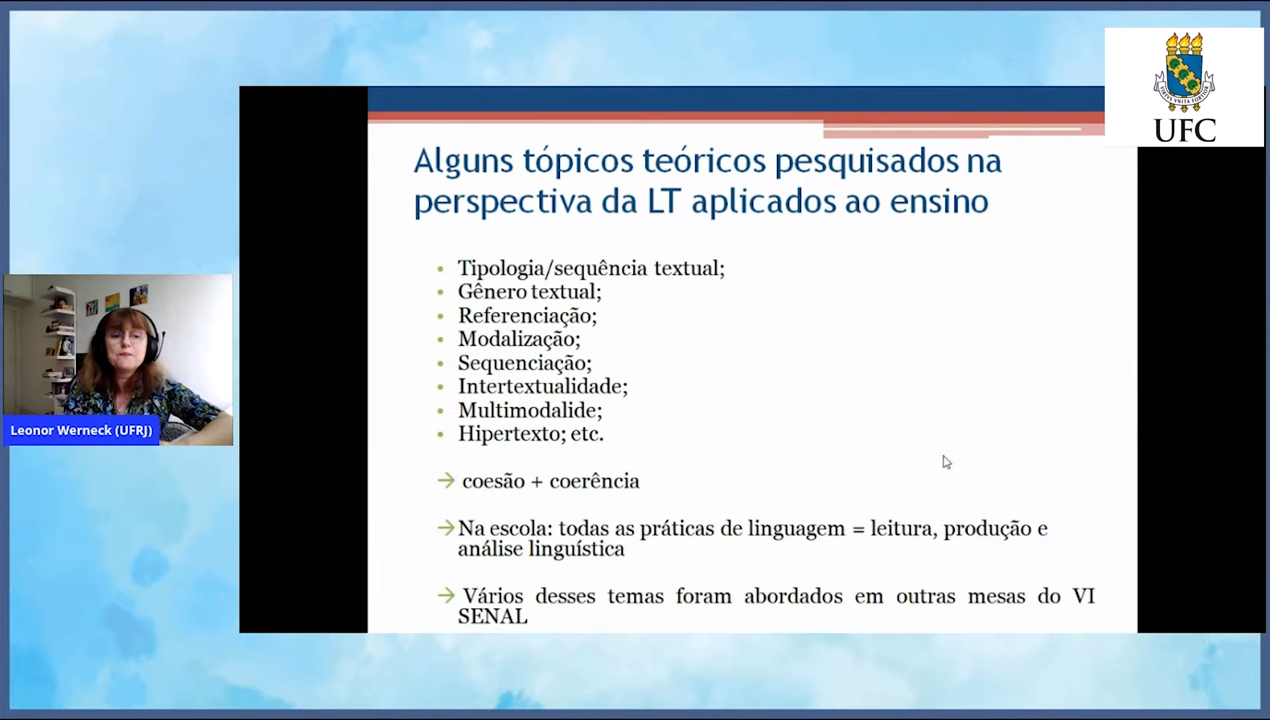 UFC
Alguns tópicos teóricos pesquisados na
perspectiva da LT aplicados ao ensino
• Tipologia/sequência textual;
• Gênero textual;
• Referenciação;
• Modalização;
• Sequenciação;
• Intertextualidade;
• Multimodalide;
• Hipertexto; etc.
→ coesão + coerência
→ Na escola: todas as práticas de linguagem = leitura, produção e
análise linguística
→ Vários desses temas foram abordados em outras mesas do VI
SENAL
Leonor Werneck (UFRJ)